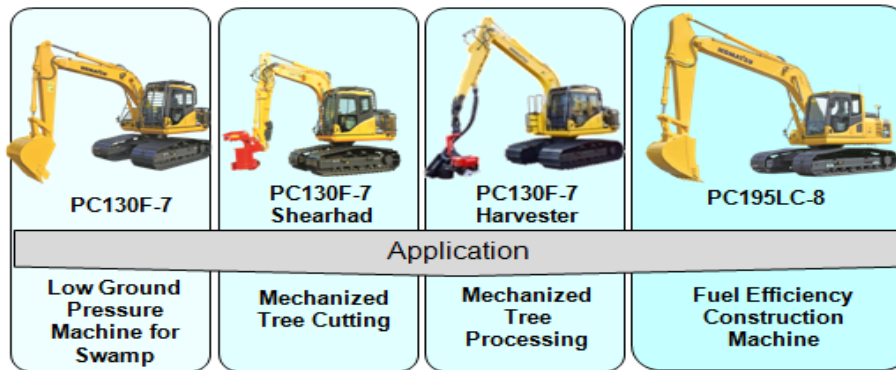 KOMATSU
PC130F-7
PC130F-7
Shearhad
PC130F-7
Harvester
PC195LC-8
Application
Low Ground
Pressure
Machine for
Swamp
Mechanized
Tree Cutting
Mechanized
Tree
Processing
Fuel Efficiency
Construction
Machine